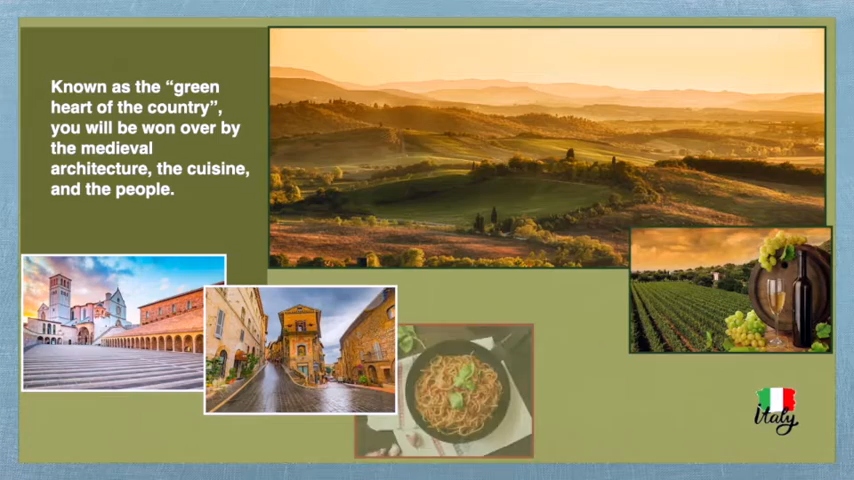 Known as the “green
heart of the country”,
you will be won over by
the medieval
architecture, the cuisine,
and the people.
italy